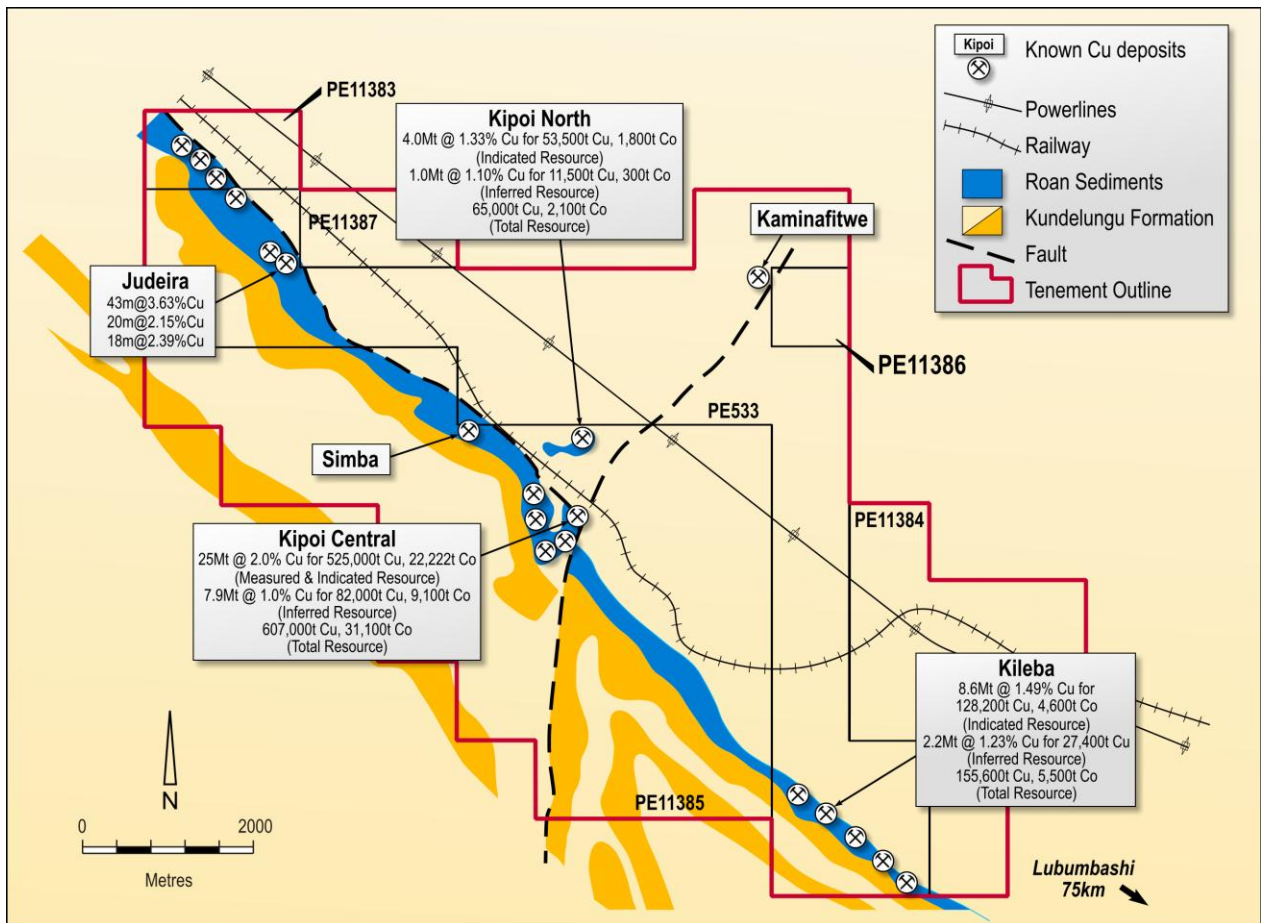 PE11383
Kipoi North
4.0Mt @ 1.33% Cu for 53,500t Cu, 1,800t Co
(Indicated Resource)
1.0Mt @ 1.10% Cu for 11,500t Cu, 300t Co
(Inferred Resource)
65,000t Cu, 2,100t Co
(Total Resource)
Kipoi
Known Cu deposits
Powerlines
Railway
Roan Sediments
Kundelungu Formation
Fault
Tenement Outline
PE11387
Kaminafitwe
Judeira
43m@3.63%Cu
20m@2.15%Cu
18m@2.39%Cu
PE11386
PE533
Simba
Kipoi Central
25Mt @ 2.0% Cu for 525,000t Cu, 22,222t Co
(Measured & Indicated Resource)
7.9Mt @ 1.0% Cu for 82,000t Cu, 9,100t Co
(Inferred Resource)
607,000t Cu, 31,100t Co
(Total Resource)
PE11384
Kileba
8.6Mt @ 1.49% Cu for
128,200t Cu, 4,600t Co
(Indicated Resource)
2.2Mt @ 1.23% Cu for 27,400t Cu
(Inferred Resource)
155,600t Cu, 5,500t Co
(Total Resource)
PE11385
N
0 2000
Metres
Lubumbashi
75km